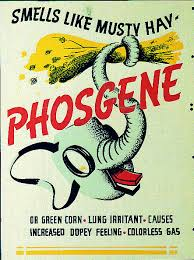 SMELLS LIKE MUSTY HAY-
PHOSGENE
OR GREEN CORN • LUNG IRRITANT • CAUSES
INCREASED DOPEY FEELING • COLORLESS GAS